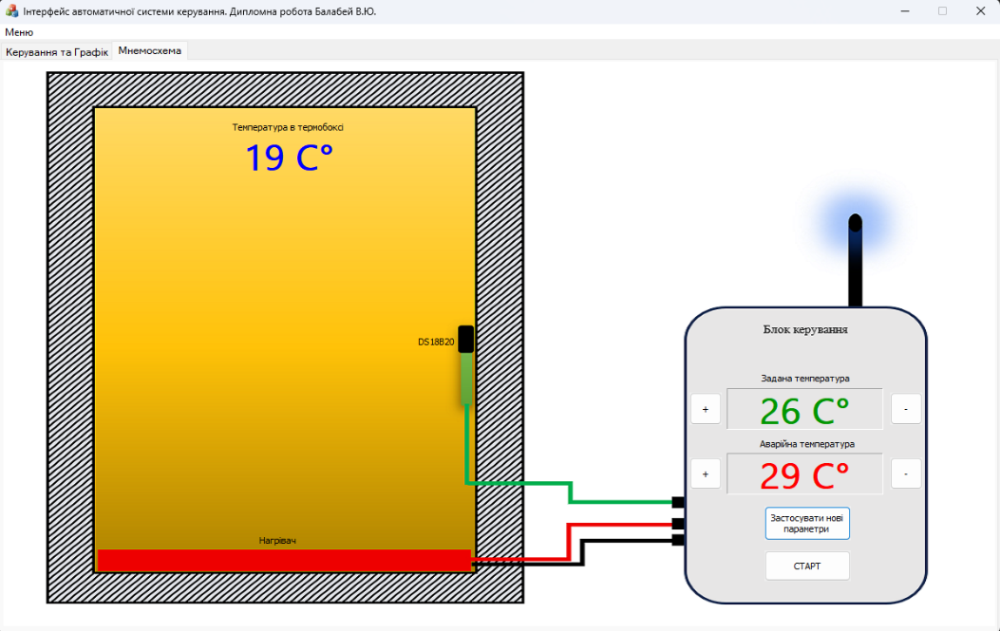 Інтерфейс автоматичної системи керування. Дипломна робота Балабей В.Ю.
Меню
Керування та Графік
Мнемосхема
Температура в термобоксі
19 C°
DS18B20
Нагрівач
Блок керування
Задана температура
+
26 C°
-
Аварійна температура
+
29 C°
-
Застосувати нові
параметри
СТАРТ